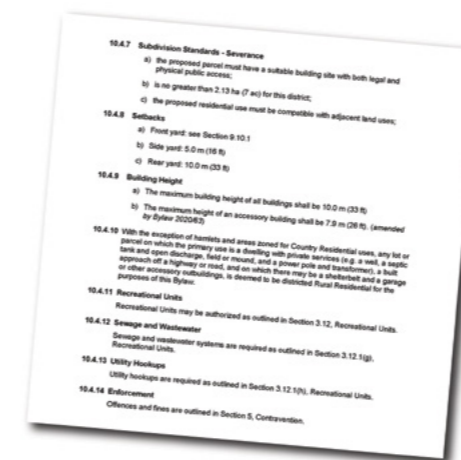 10.4.7 Subdivision Standards - Severance
a) the proposed parcel must have a suitable building site with both legal and
physical public access;
b) is no greater than 2.13 ha (7 ac) for this district;
c) the proposed residential use must be compatible with adjacent land uses;
10.4.8 Setbacks
a) Front yard: see Section 9.10.1
b) Side yard: 5.0 m (16 ft)
c) Rear yard: 10.0 m (33 ft)
10.4.9 Building Height
a) The maximum building height of all buildings shall be 10.0 m (33 ft)
b) The maximum height of an accessory building shall be 7.9 m (26 ft). (amended
by Bylaw 2020/63)
10.4.10 With the exception of hamlets and areas zoned for Country Residential uses, any lot or
parcel on which the primary use is a dwelling with private services (e.g. a well, a septic
tank and open discharge, field or mound, and a power pole and transformer), a built
approach off a highway or road, and on which there may be a shelterbelt and a garage
or other accessory outbuildings, is deemed to be districted Rural Residential for the
purposes of this Bylaw.
10.4.11 Recreational Units
Recreational Units may be authorized as outlined in Section 3.12, Recreational Units.
10.4.12 Sewage and Wastewater
Sewage and wastewater systems are required as outlined in Section 3.12.1(g),
Recreational Units.
10.4.13 Utility Hookups
Utility hookups are required as outlined in Section 3.12.1(h), Recreational Units.
10.4.14 Enforcement
Offences and fines are outlined in Section 5, Contravention.